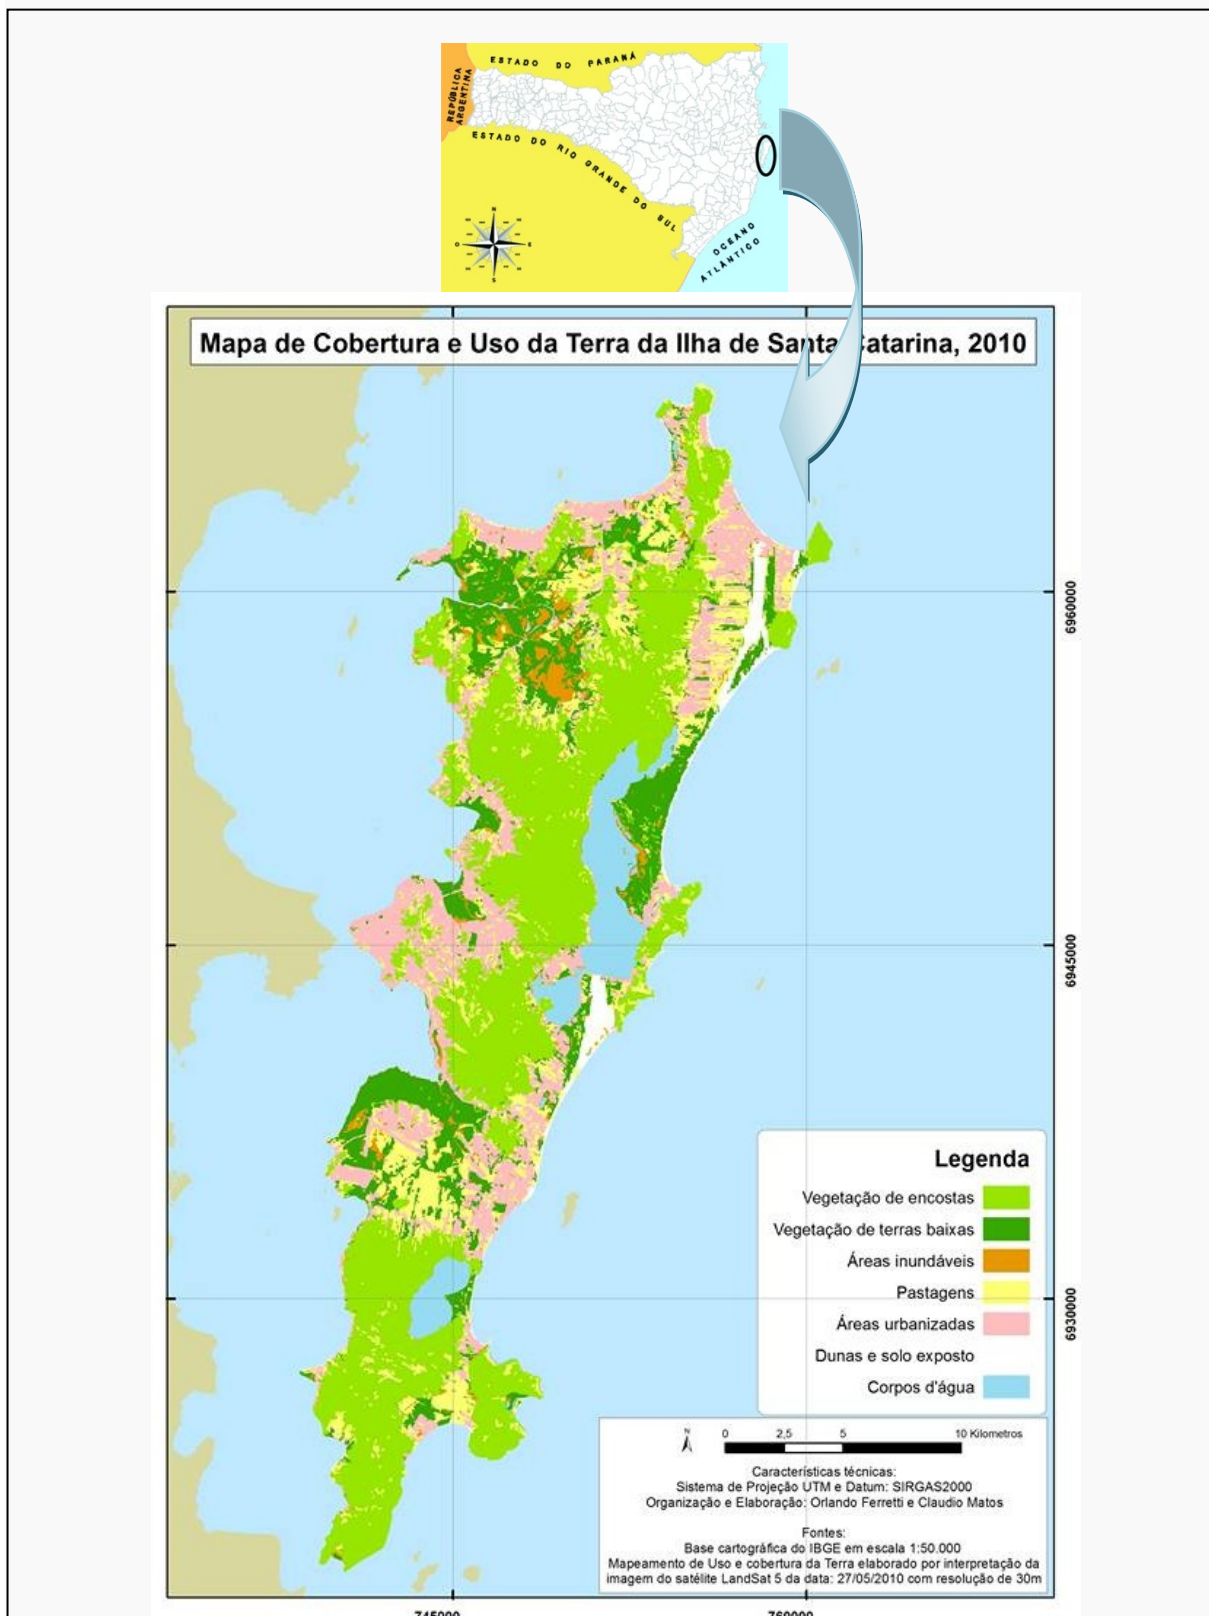 ESTADO DO PARANÁ
REPÚBLICA
ARGENTINA
ESTADO DO RIO GRANDE DO SUL
OCEANO
ATLÂNTICO
N
O
E
S
Mapa de Cobertura e Uso da Terra da Ilha de Santa Catarina, 2010
6960000
6945000
6930000
Legenda
Vegetação de encostas
Vegetação de terras baixas
Áreas inundáveis
Pastagens
Áreas urbanizadas
Dunas e solo exposto
Corpos d'água
N
0 2,5 5 10 Kilometros
Características técnicas:
Sistema de Projeção UTM e Datum: SIRGAS2000
Organização e Elaboração: Orlando Ferretti e Claudio Matos
Fontes:
Base cartográfica do IBGE em escala 1:50.000
Mapeamento de Uso e cobertura da Terra elaborado por interpretação da
imagem do satélite LandSat 5 da data: 27/05/2010 com resolução de 30m
745000 760000